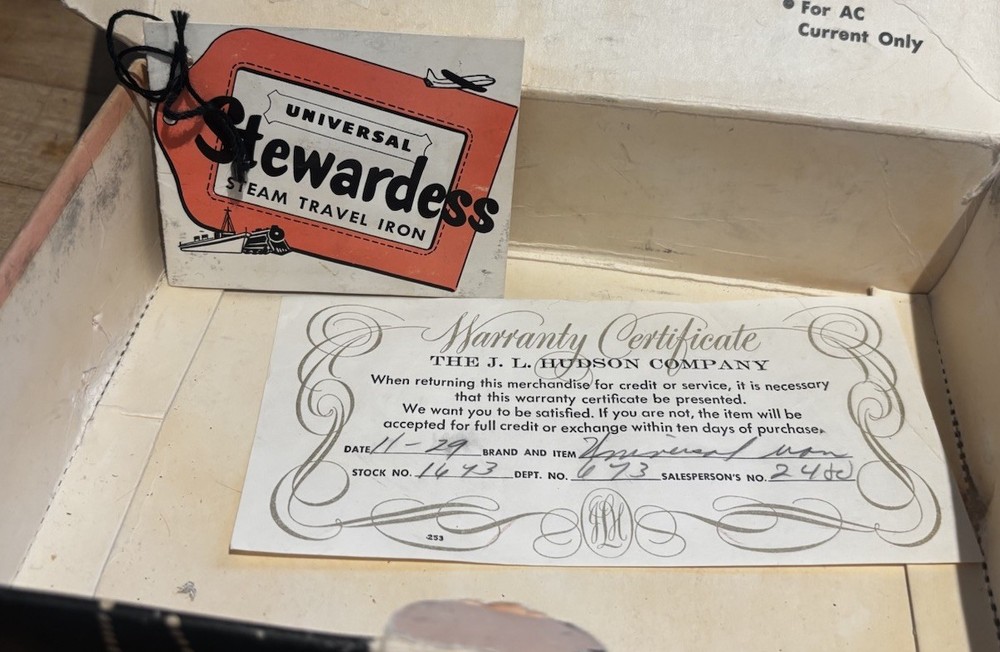 • For AC
Current Only
UNIVERSAL
Stewardess
STEAM TRAVEL IRON
Warranty Certificate
THE J. L. HUDSON COMPANY
When returning this merchandise for credit or service, it is necessary
that this warranty certificate be presented.
We want you to be satisfied. If you are not, the item will be
accepted for full credit or exchange within ten days of purchase.
DATE 11-29 BRAND AND ITEM Universal Iron
STOCK NO. 1673 DEPT. NO. 673 SALESPERSON'S NO. 2480
JLH
253